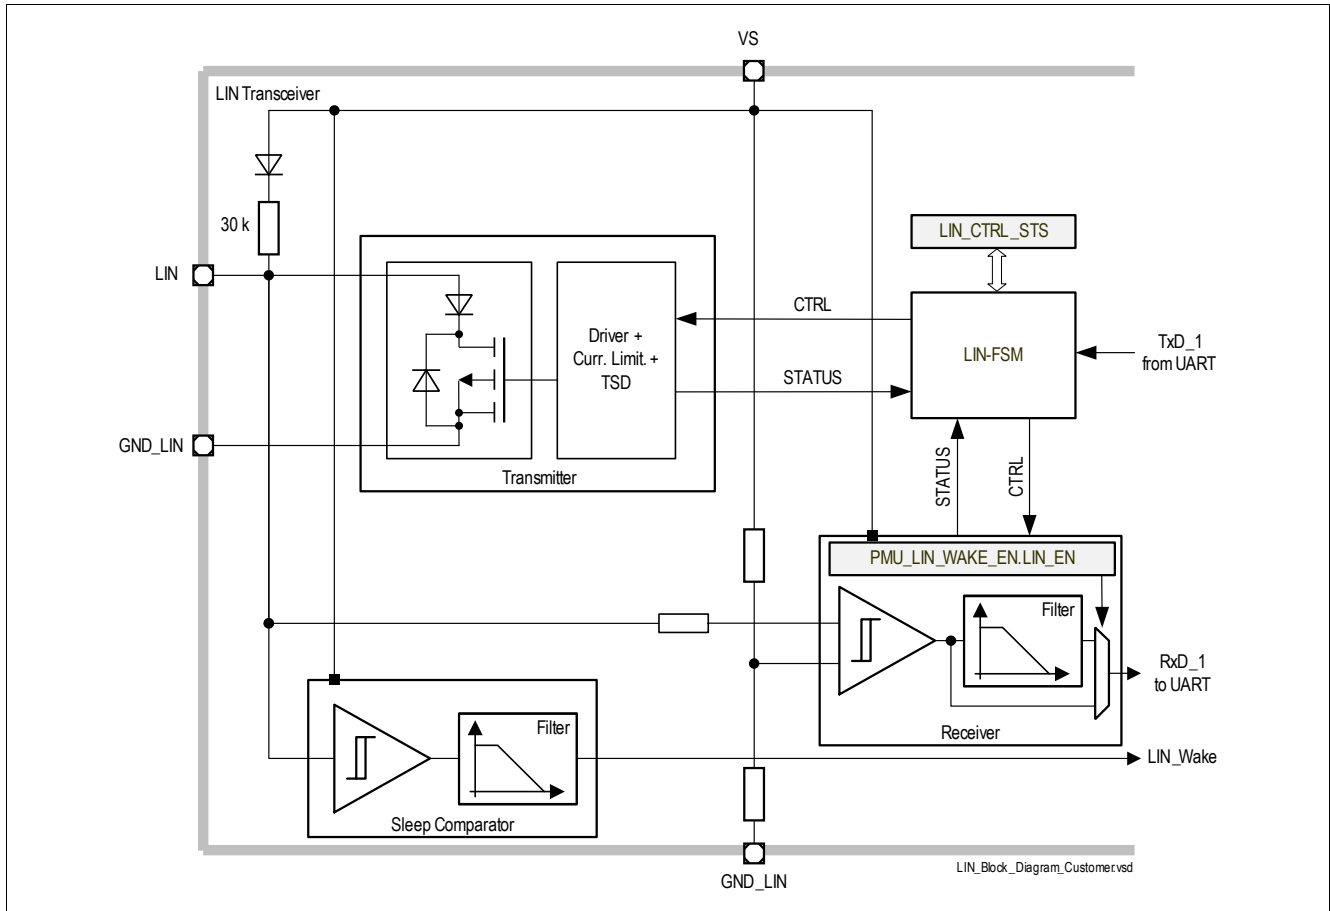 VS
LIN Transceiver
30 k
LIN_CTRL_STS
LIN
CTRL
Driver +
Curr. Limit. +
TSD
LIN-FSM
TxD_1
from UART
STATUS
GND_LIN
Transmitter
STATUS
CTRL
PMU_LIN_WAKE_EN.LIN_EN
Filter
RxD_1
to UART
Receiver
Filter
LIN_Wake
Sleep Comparator
GND_LIN
LIN_Block_Diagram_Customer.vsd